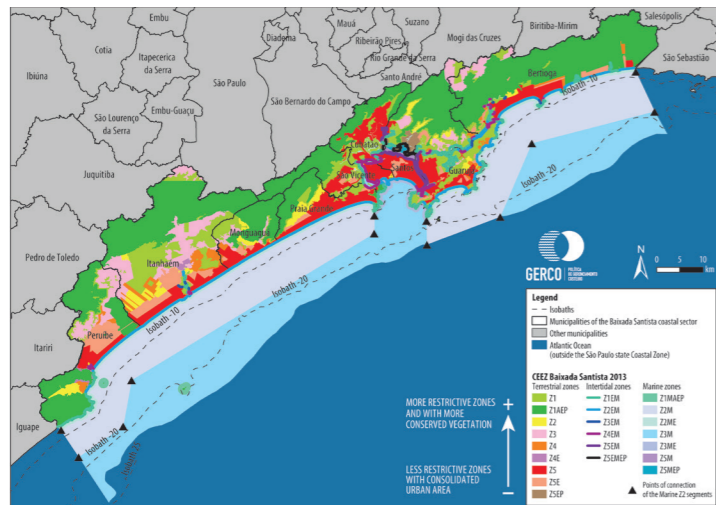 Embu
Cotia
Itapecerica
da Serra
Ibiúna
Embu-Guaçu
São Lourenço
da Serra
Juquitiba
Pedro de Toledo
Itariri
Iguape
São Paulo
Diadema
Mauá
Ribeirão Pires
Rio Grande da Serra
Suzano
Mogi das Cruzes
Santo André
São Bernardo do Campo
Biritiba-Mirim
Salesópolis
São Sebastião
Bertioga
Cubatão
Santos
São Vicente
Guarujá
Praia Grande
Mongaguá
Itanhaém
Peruíbe
Isobath -10
Isobath -20
Isobath -20
Isobath -10
Isobath -20
Isobath -25
GERCO
POLÍTICA
DE GERENCIAMENTO
COSTEIRO
N
0 5 10
km
MORE RESTRICTIVE ZONES
AND WITH MORE
CONSERVED VEGETATION
+
LESS RESTRICTIVE ZONES
WITH CONSOLIDATED
URBAN AREA
–
Legend
Isobaths
Municipalities of the Baixada Santista coastal sector
Other municipalities
Atlantic Ocean
(outside the São Paulo state Coastal Zone)
CEEZ Baixada Santista 2013
Terrestrial zones
Z1
Z1AEP
Z2
Z3
Z4
Z4E
Z5
Z5E
Z5EP
Intertidal zones
Z1EM
Z2EM
Z3EM
Z4EM
Z5EM
Z5EMEP
Marine zones
Z1MAEP
Z2M
Z2ME
Z3M
Z3ME
Z5M
Z5MEP
Points of connection
of the Marine Z2 segments